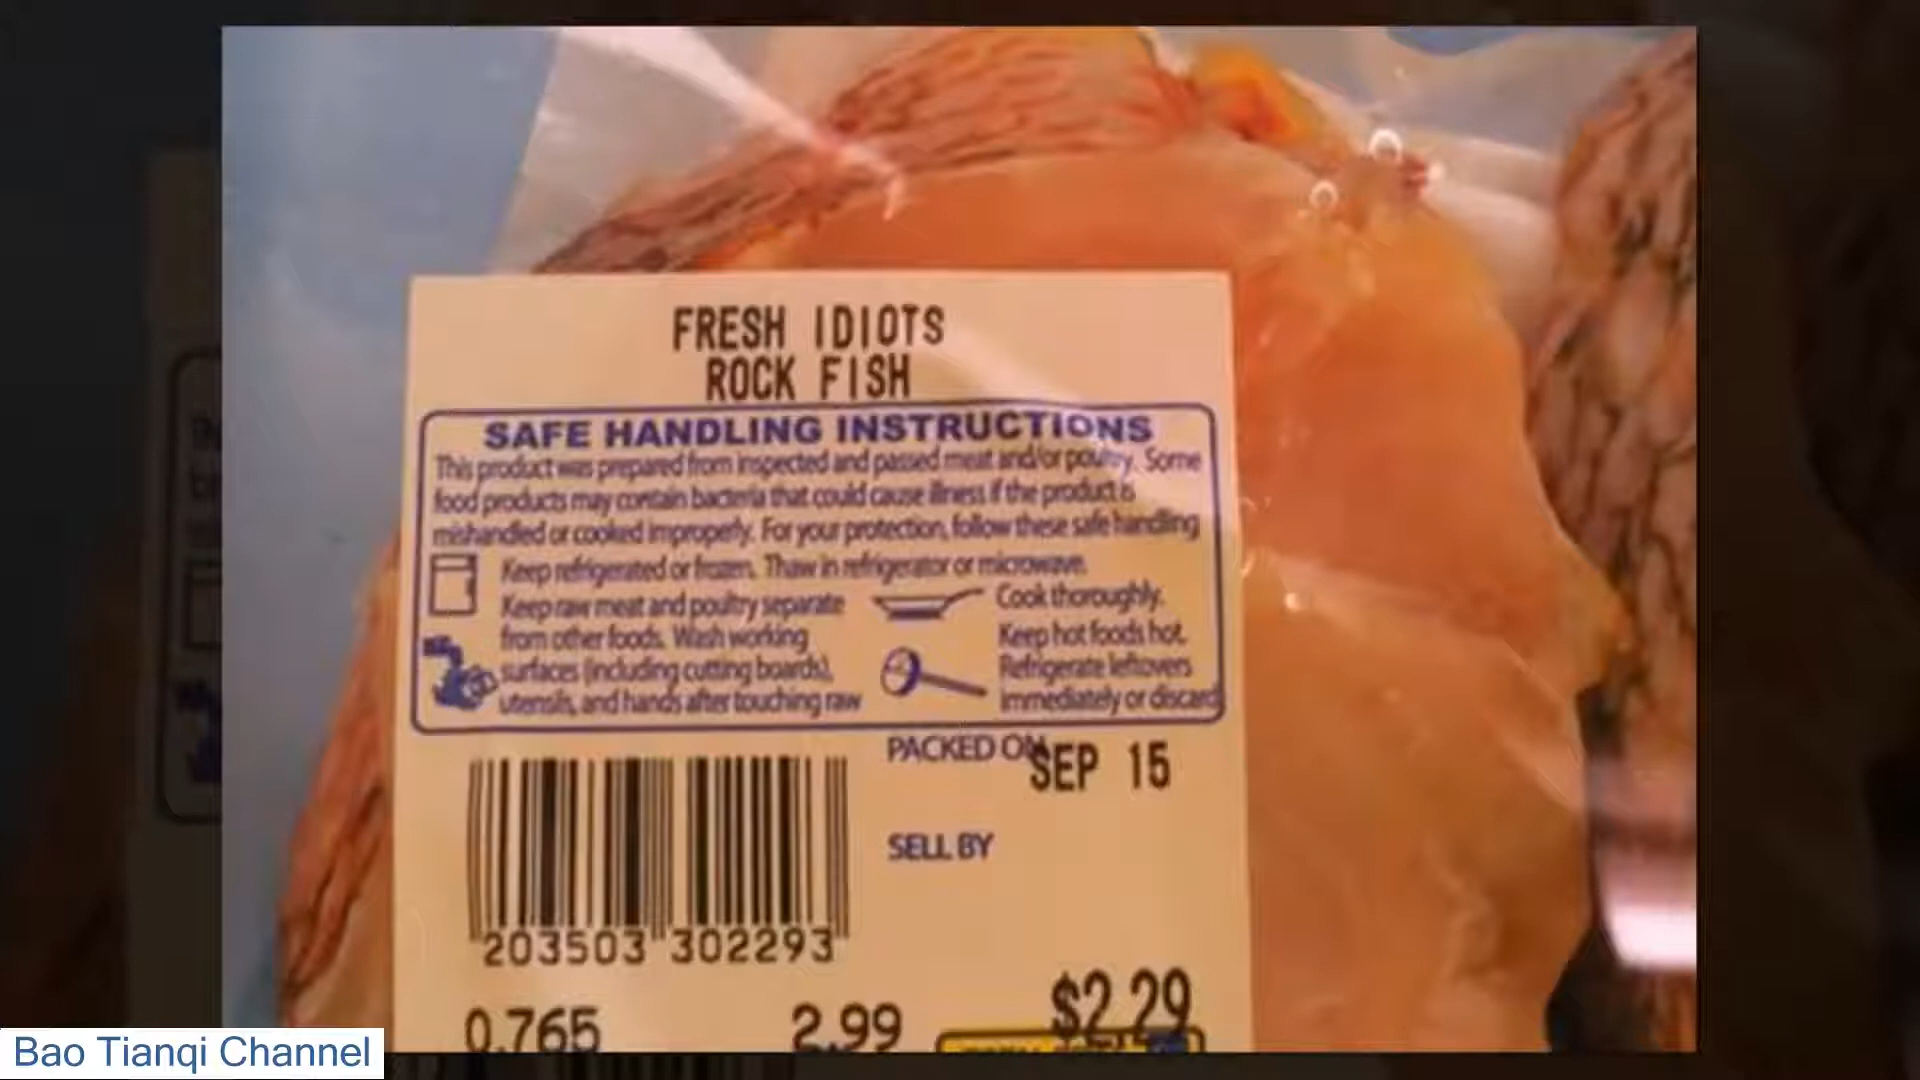 FRESH IDIOTS
ROCK FISH
SAFE HANDLING INSTRUCTIONS
This product was prepared from inspected and passed meat and/or poultry. Some
food products may contain bacteria that could cause illness if the product is
mishandled or cooked improperly. For your protection, follow these safe handling
Keep refrigerated or frozen. Thaw in refrigerator or microwave.
Keep raw meat and poultry separate
from other foods. Wash working
surfaces (including cutting boards),
utensils, and hands after touching raw
Cook thoroughly.
Keep hot foods hot.
Refrigerate leftovers
immediately or discard
PACKED ON SEP 15
SELL BY
203503 302293
0.765 2.99 $2.29
Bao Tianqi Channel